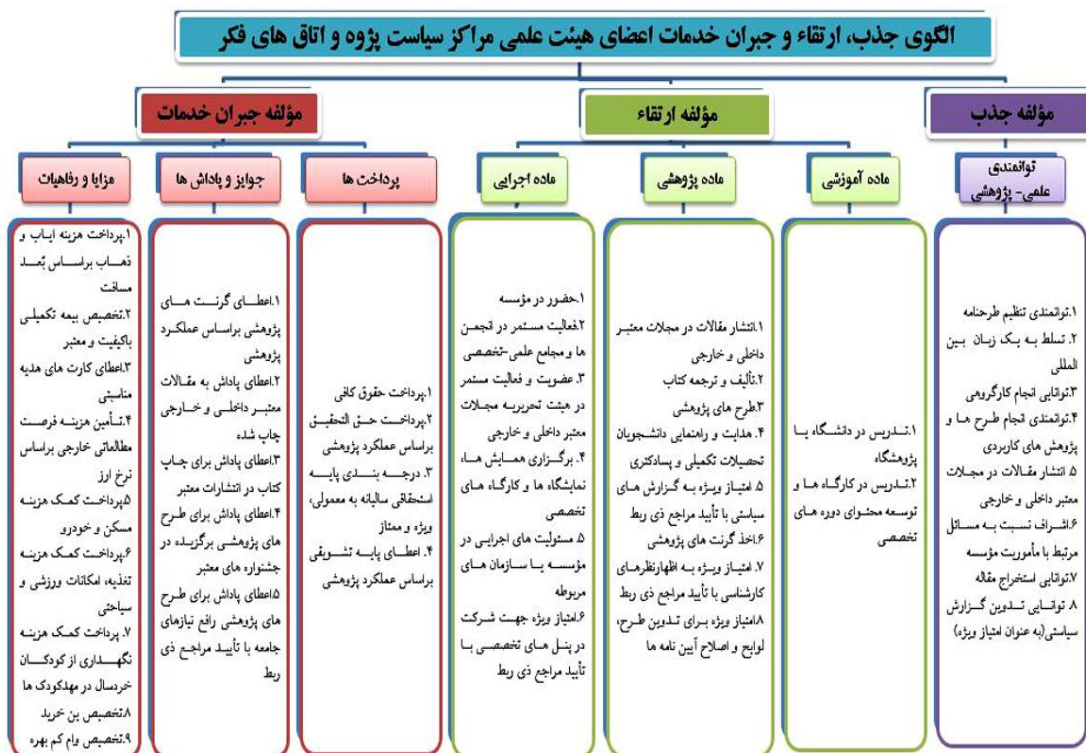 الگوی جذب، ارتقاء و جبران خدمات اعضای هیئت علمی مراکز سیاست پژوه و اتاق های فکر
مؤلفه جذب
مؤلفه ارتقاء
مؤلفه جبران خدمات
توانمندی
علمی- پژوهشی
ماده آموزشی
ماده پژوهشی
ماده اجرایی
پرداخت ها
جوایز و پاداش ها
مزایا و رفاهیات
۱.توانمندی تنظیم طرحنامه
۲. تسلط به یک زبان بین
المللی
۳.توانایی انجام کارگروهی
۴.توانمندی انجام طرح ها و
پژوهش های کاربردی
۵. انتشار مقالات در مجلات
معتبر داخلی و خارجی
۶.اشراف نسبت به مسائل
مرتبط با مأموریت مؤسسه
۷.توانایی استخراج مقاله
۸. توانایی تدوین گزارش
سیاستی(به عنوان امتیاز ویژه)
۱.تدریس در دانشگاه یا
پژوهشگاه
۲.تدریس در کارگاه ها و
توسعه محتوای دوره های
تخصصی
۱.انتشار مقالات در مجلات معتبر
داخلی و خارجی
۲.تألیف و ترجمه کتاب
۳.طرح های پژوهشی
۴. هدایت و راهنمایی دانشجویان
تحصیلات تکمیلی و پسادکتری
۵. امتیاز ویژه به گزارش های
سیاستی با تأیید مراجع ذی ربط
۶.اخذ گرنت های پژوهشی
۷. امتیاز ویژه به اظهارنظرهای
کارشناسی با تأیید مراجع ذی ربط
۸.امتیاز ویژه برای تدوین طرح،
لوایح و اصلاح آیین نامه ها
۱.حضور در مؤسسه
۲.فعالیت مستمر در انجمن
ها و مجامع علمی-تخصصی
۳. عضویت و فعالیت مستمر
در هیئت تحریریه مجلات
معتبر داخلی و خارجی
۴. برگزاری همایش ها،
نمایشگاه ها و کارگاه های
تخصصی
۵. مسئولیت های اجرایی در
مؤسسه یا سازمان های
مربوطه
۶.امتیاز ویژه جهت شرکت
در پنل های تخصصی با
تأیید مراجع ذی ربط
۱.پرداخت حقوق کافی
۲.پرداخت حق التحقیق
براساس عملکرد پژوهشی
۳. درجه بندی پایه
استحقاقی سالیانه به معمولی،
ویژه و ممتاز
۴. اعطای پایه تشویقی
براساس عملکرد پژوهشی
۱.اعطای گرنت های
پژوهشی براساس عملکرد
پژوهشی
۲.اعطای پاداش به مقالات
معتبر داخلی و خارجی
چاپ شده
۳.اعطای پاداش برای چاپ
کتاب در انتشارات معتبر
۴.اعطای پاداش برای طرح
های پژوهشی برگزیده در
جشنواره های معتبر
۵.اعطای پاداش برای طرح
های پژوهشی رافع نیازهای
جامعه با تأیید مراجع ذی
ربط
۱.پرداخت هزینه ایاب و
ذهاب براساس بُعد
مسافت
۲.تخصیص بیمه تکمیلی
باکیفیت و معتبر
۳.اعطای کارت های هدیه
مناسبتی
۴.تأمین هزینه فرصت
مطالعاتی خارجی براساس
نرخ ارز
۵.پرداخت کمک هزینه
مسکن و خودرو
۶.پرداخت کمک هزینه
تغذیه، امکانات ورزشی و
سیاحتی
۷. پرداخت کمک هزینه
نگهداری از کودکان
خردسال در مهدکودک ها
۸.تخصیص بن خرید
۹.تخصیص وام کم بهره